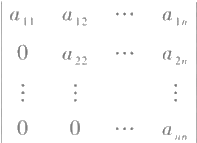 a₁₁ a₁₂ ⋯ a₁ₙ
0 a₂₂ ⋯ a₂ₙ
⋮ ⋮ ⋮
0 0 ⋯ aₙₙ